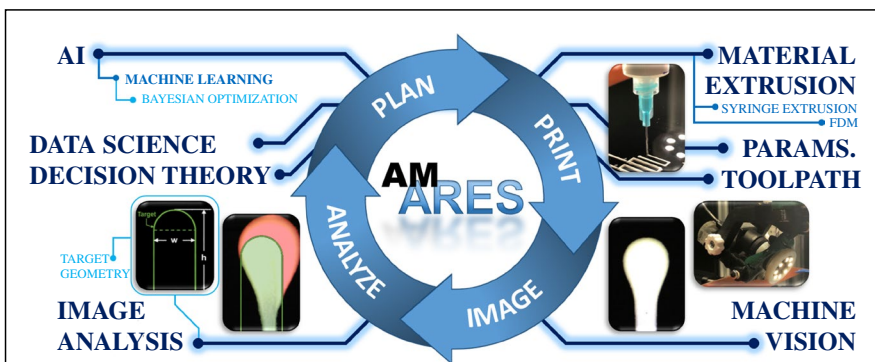 AI
MACHINE LEARNING
BAYESIAN OPTIMIZATION
DATA SCIENCE
DECISION THEORY
PLAN
PRINT
IMAGE
ANALYZE
AM
ARES
MATERIAL
EXTRUSION
SYRINGE EXTRUSION
FDM
PARAMS.
TOOLPATH
Target
w
h
TARGET
GEOMETRY
IMAGE
ANALYSIS
MACHINE
VISION